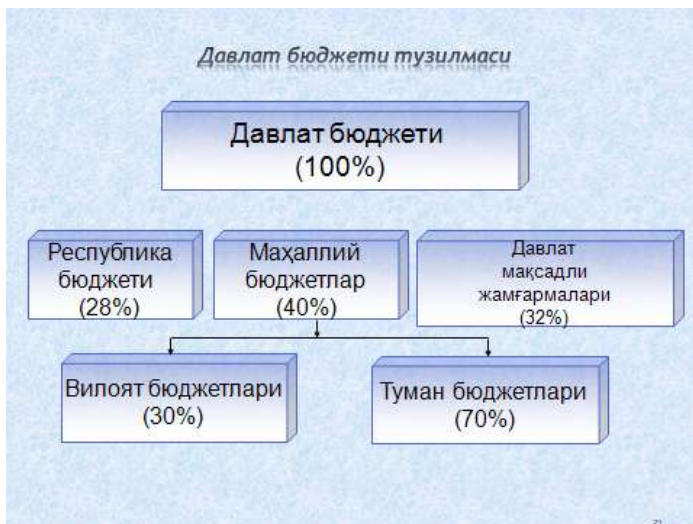 Давлат бюджети тузилмаси
Давлат бюджети
(100%)
Республика
бюджети
(28%)
Маҳаллий
бюджетлар
(40%)
Давлат
мақсадли
жамғармалари
(32%)
Вилоят бюджетлари
(30%)
Туман бюджетлари
(70%)